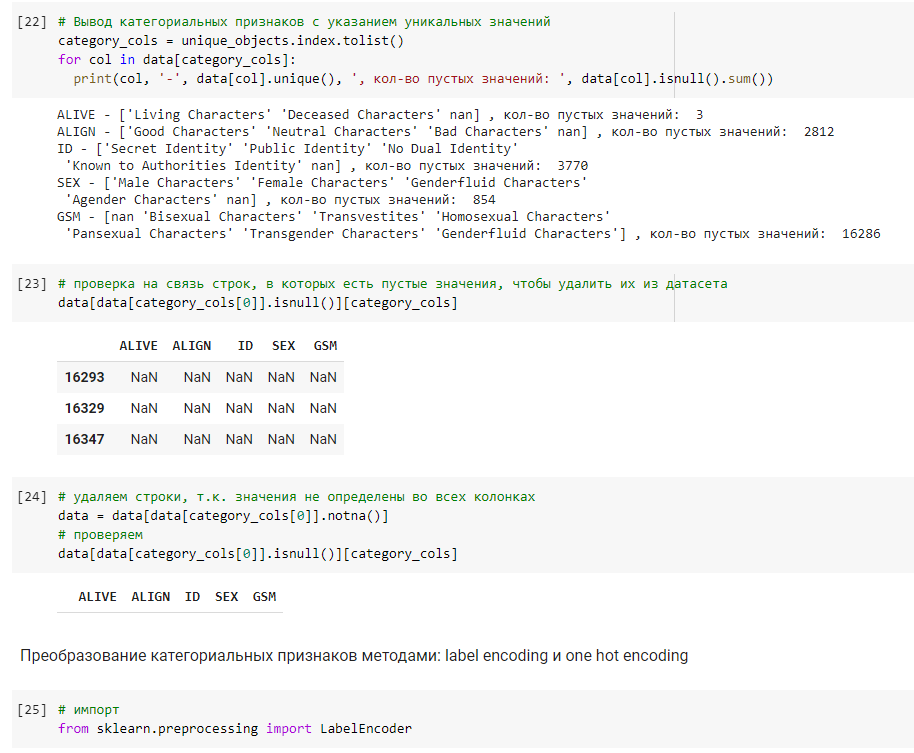 [22] # Вывод категориальных признаков с указанием уникальных значений
category_cols = unique_objects.index.tolist()
for col in data[category_cols]:
  print(col, '-', data[col].unique(), ', кол-во пустых значений: ', data[col].isnull().sum())
ALIVE - ['Living Characters' 'Deceased Characters' nan] , кол-во пустых значений:  3
ALIGN - ['Good Characters' 'Neutral Characters' 'Bad Characters' nan] , кол-во пустых значений:  2812
ID - ['Secret Identity' 'Public Identity' 'No Dual Identity'
 'Known to Authorities Identity' nan] , кол-во пустых значений:  3770
SEX - ['Male Characters' 'Female Characters' 'Genderfluid Characters'
 'Agender Characters' nan] , кол-во пустых значений:  854
GSM - [nan 'Bisexual Characters' 'Transvestites' 'Homosexual Characters'
 'Pansexual Characters' 'Transgender Characters' 'Genderfluid Characters'] , кол-во пустых значений:  16286
[23] # проверка на связь строк, в которых есть пустые значения, чтобы удалить их из датасета
data[data[category_cols[0]].isnull()][category_cols]
ALIVE ALIGN ID SEX GSM
16293 NaN NaN NaN NaN NaN
16329 NaN NaN NaN NaN NaN
16347 NaN NaN NaN NaN NaN
[24] # удаляем строки, т.к. значения не определены во всех колонках
data = data[data[category_cols[0]].notna()]
# проверяем
data[data[category_cols[0]].isnull()][category_cols]
ALIVE ALIGN ID SEX GSM
Преобразование категориальных признаков методами: label encoding и one hot encoding
[25] # импорт
from sklearn.preprocessing import LabelEncoder